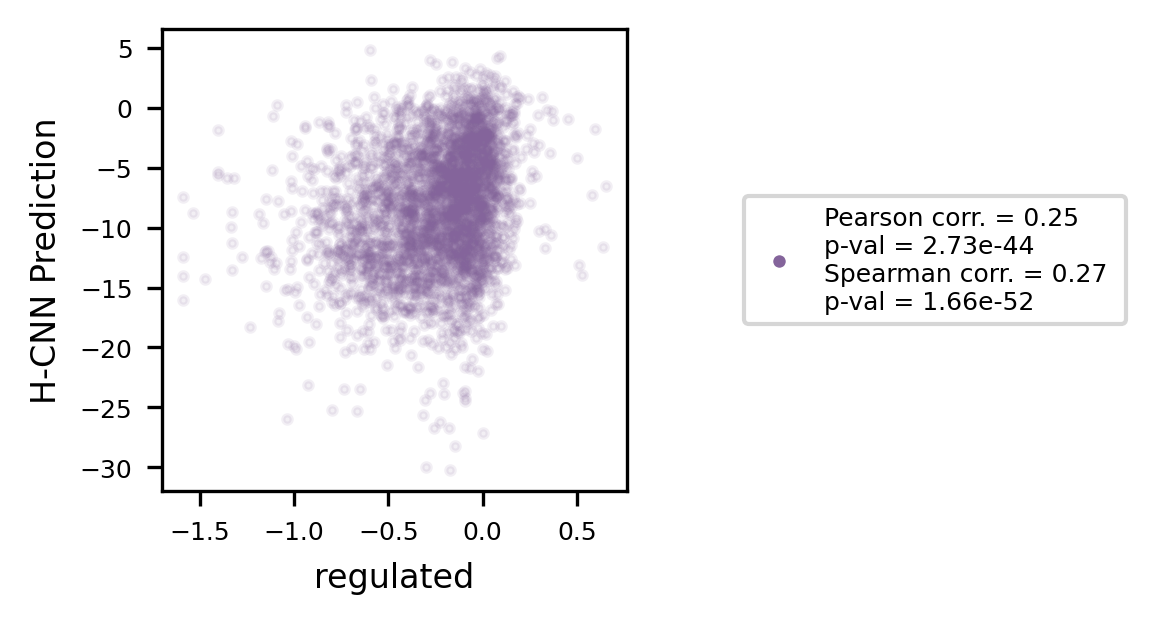 H-CNN Prediction
5
0
−5
−10
−15
−20
−25
−30
−1.5 −1.0 −0.5 0.0 0.5
regulated
Pearson corr. = 0.25
p-val = 2.73e-44
Spearman corr. = 0.27
p-val = 1.66e-52